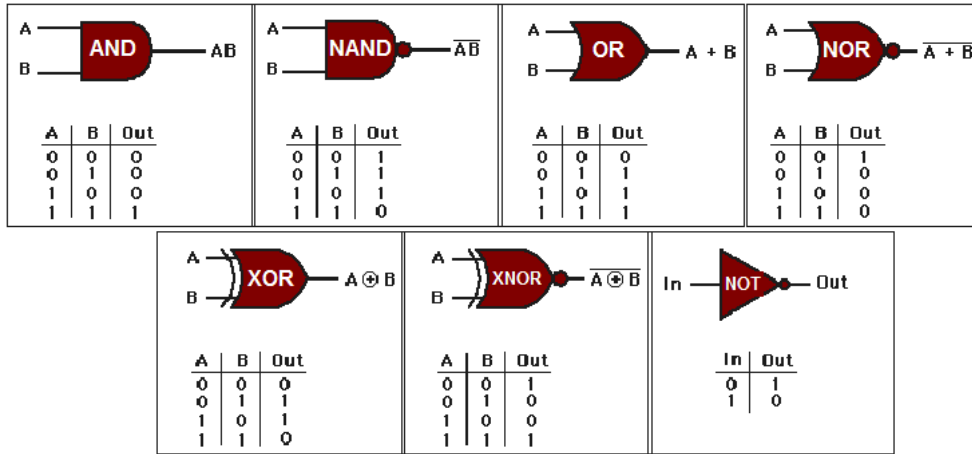 A
B
AND
AB
A B Out
0 0 0
0 1 0
1 0 0
1 1 1
A
B
NAND
A̅B̅
A B Out
0 0 1
0 1 1
1 0 1
1 1 0
A
B
OR
A + B
A B Out
0 0 0
0 1 1
1 0 1
1 1 1
A
B
NOR
A̅ ̅+̅ ̅B̅
A B Out
0 0 1
0 1 0
1 0 0
1 1 0
A
B
XOR
A ⊕ B
A B Out
0 0 0
0 1 1
1 0 1
1 1 0
A
B
XNOR
A̅ ̅⊕̅ ̅B̅
A B Out
0 0 1
0 1 0
1 0 0
1 1 1
In
NOT
Out
In Out
0 1
1 0